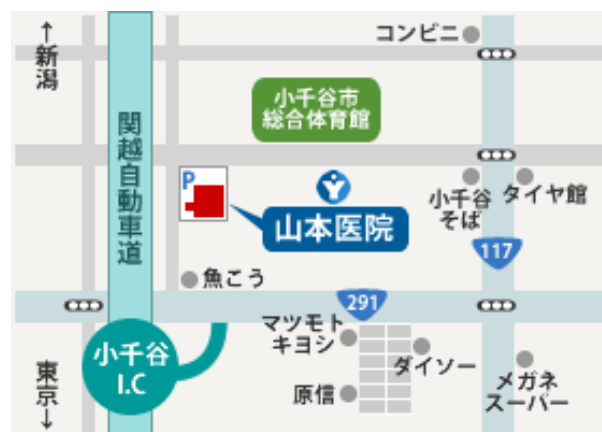 ↑
新潟
コンビニ
小千谷市
総合体育館
関越自動車道
P
Y
山本医院
小千谷
そば
タイヤ館
117
魚こう
291
マツモト
キヨシ
ダイソー
原信
メガネ
スーパー
小千谷
I.C
東京
↓